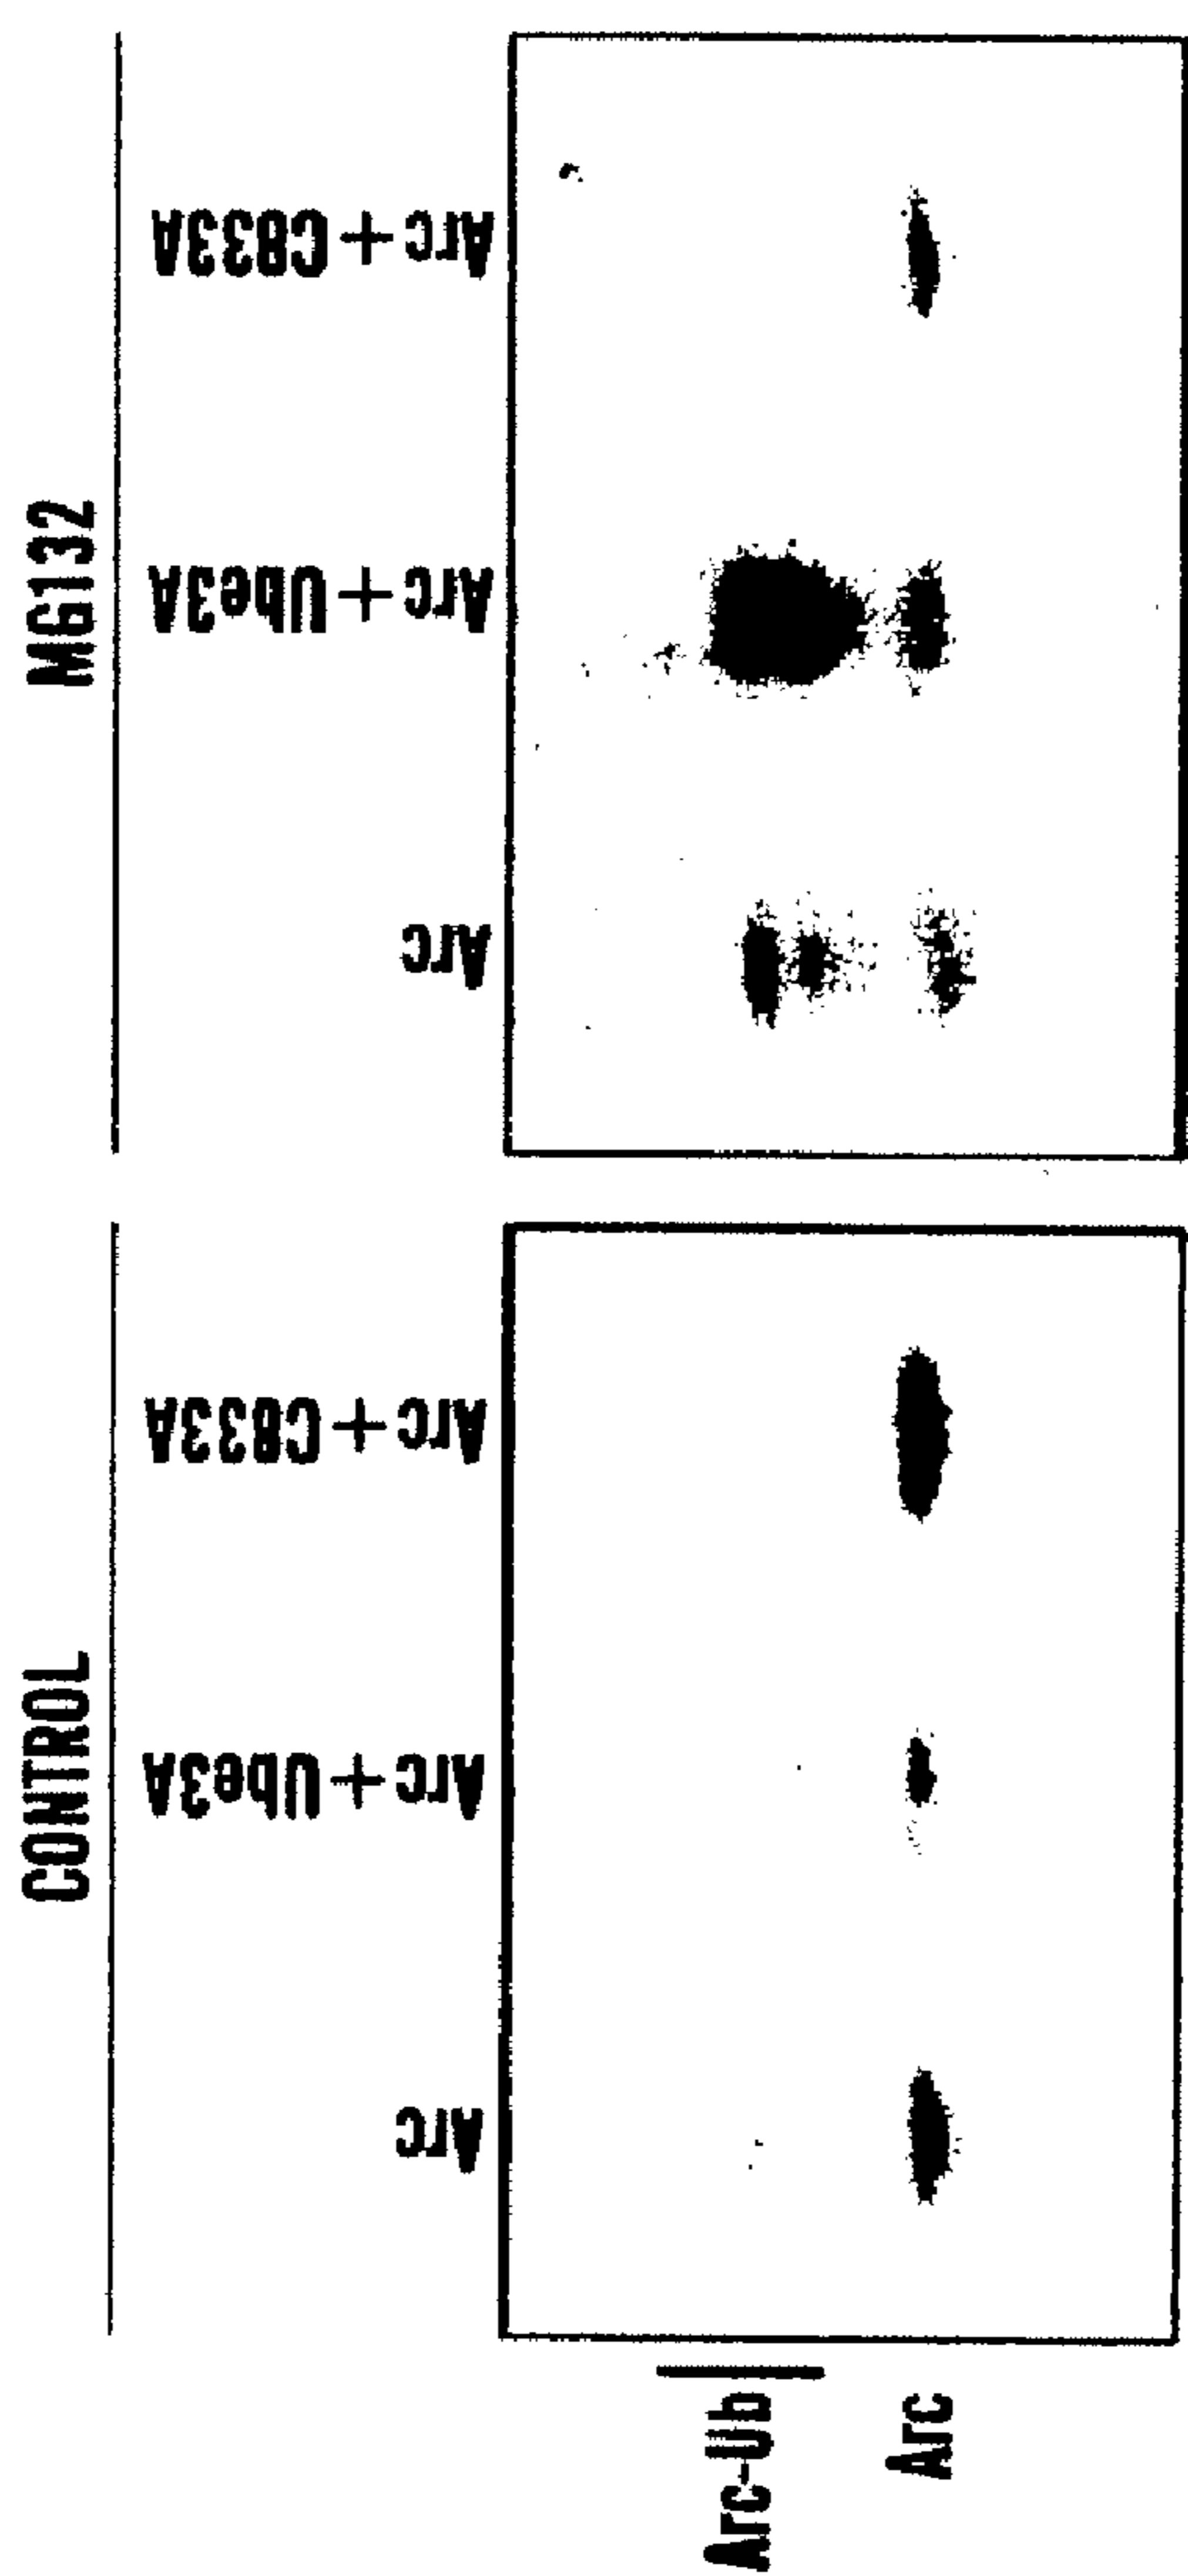 CONTROL
MG132
Arc
Arc + Ube3A
Arc + C833A
Arc
Arc + Ube3A
Arc + C833A
Arc-Ub
Arc